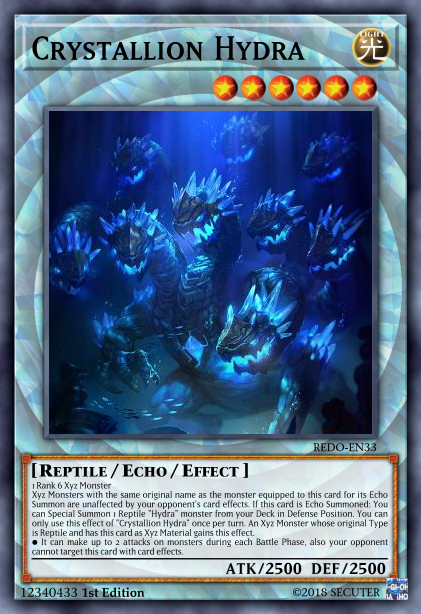 Crystallion Hydra
LIGHT
光
REDO-EN33
[ Reptile / Echo / Effect ]
1 Rank 6 Xyz Monster
Xyz Monsters with the same original name as the monster equipped to this card for its Echo
Summon are unaffected by your opponent's card effects. If this card is Echo Summoned: You
can Special Summon 1 Reptile "Hydra" monster from your Deck in Defense Position. You can
only use this effect of "Crystallion Hydra" once per turn. An Xyz Monster whose original Type
is Reptile and has this card as Xyz Material gains this effect.
● It can make up to 2 attacks on monsters during each Battle Phase, also your opponent
cannot target this card with card effects.
ATK/2500 DEF/2500
12340433 1st Edition
©2018 SECUTER